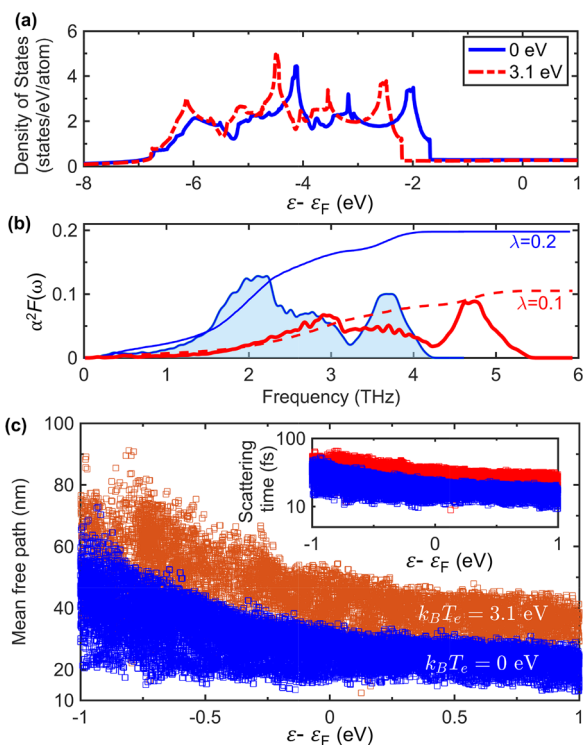 (a)
Density of States
(states/eV/atom)
6
4
2
0
0 eV
3.1 eV
-8
-6
-4
-2
0
ε- εF (eV)
(b)
α²F(ω)
0.2
0.1
0
λ=0.2
λ=0.1
0
1
2
3
4
5
6
Frequency (THz)
(c)
Mean free path (nm)
100
90
80
60
40
20
10
Scattering
time (fs)
100
10
-1
0
1
ε- εF (eV)
kBTe = 3.1 eV
kBTe = 0 eV
-1
-0.5
0
0.5
1
ε- εF (eV)